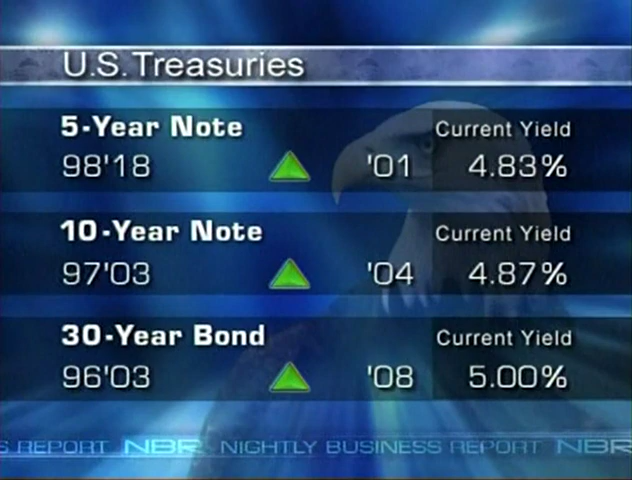 U.S. Treasuries
5-Year Note Current Yield
98'18 '01 4.83%
10-Year Note Current Yield
97'03 '04 4.87%
30-Year Bond Current Yield
96'03 '08 5.00%
S REPORT NBR NIGHTLY BUSINESS REPORT NBR